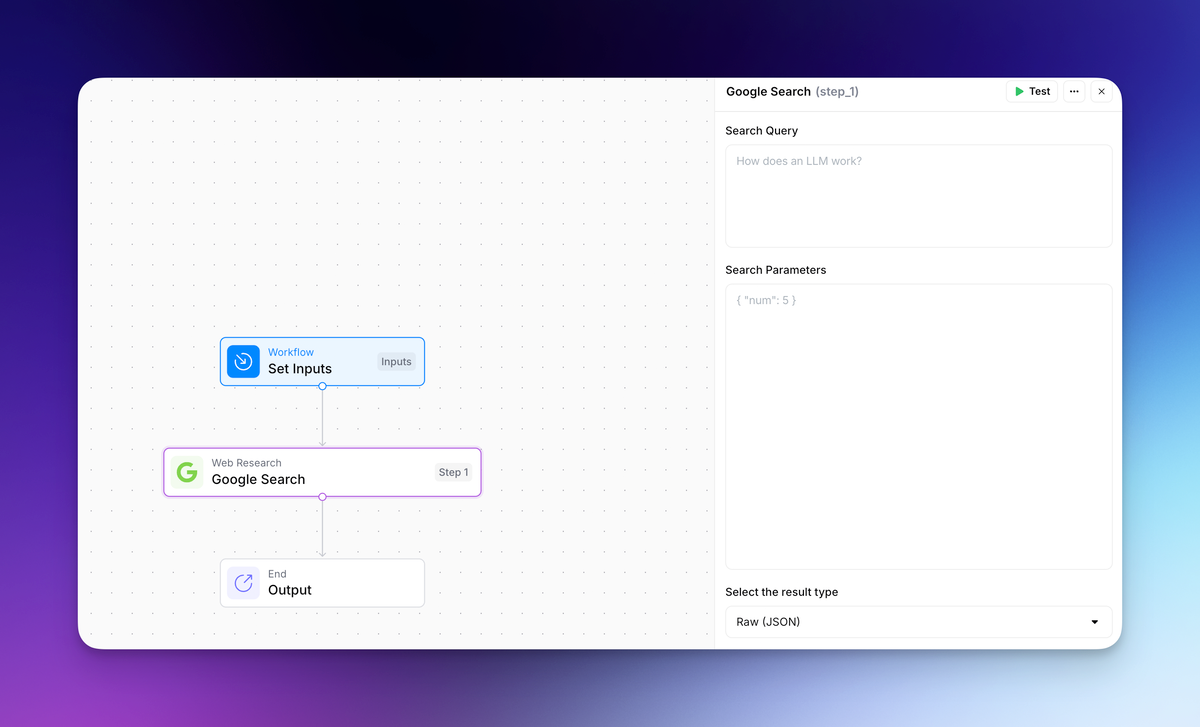 Google Search (step_1)
Test
Search Query
How does an LLM work?
Search Parameters
{ "num": 5 }
Select the result type
Raw (JSON)
Workflow
Set Inputs
Inputs
Web Research
Google Search
Step 1
End
Output